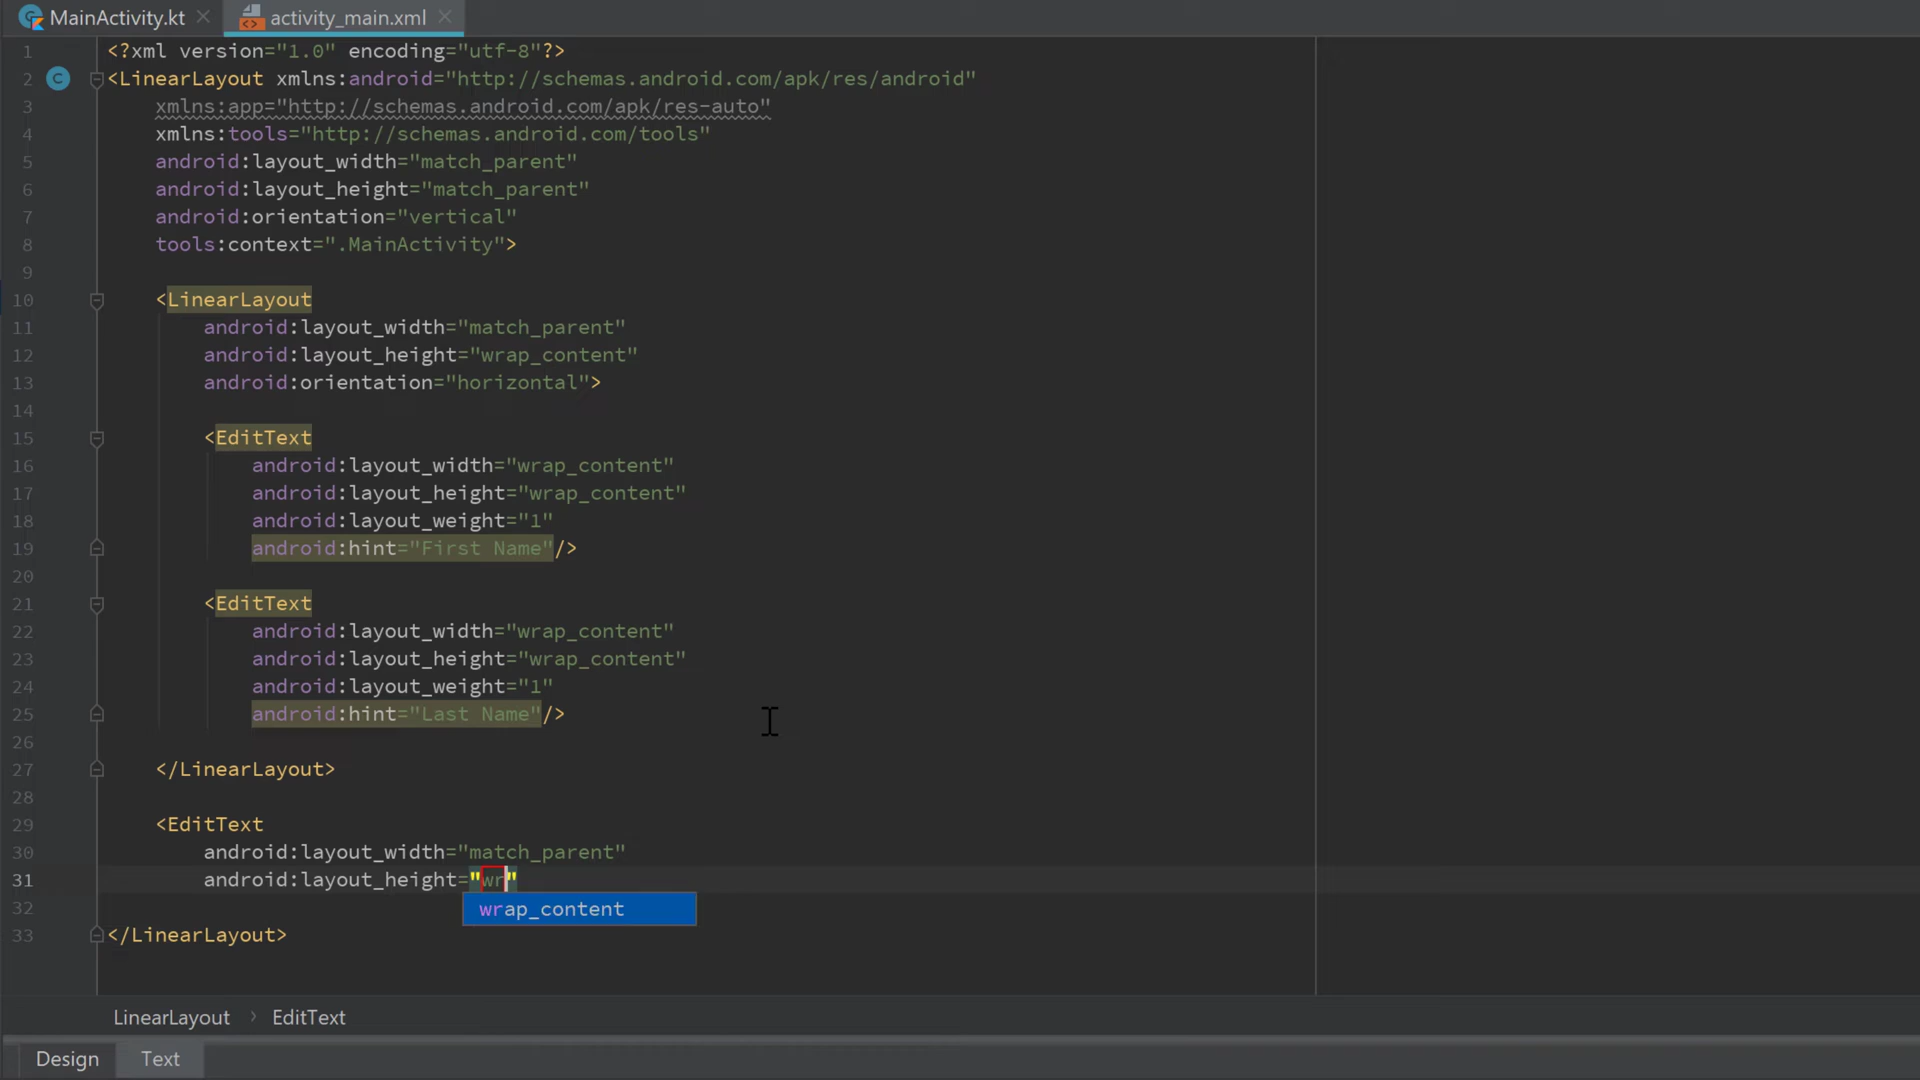 MainActivity.kt activity_main.xml
1 <?xml version="1.0" encoding="utf-8"?>
2 C <LinearLayout xmlns:android="http://schemas.android.com/apk/res/android"
3 xmlns:app="http://schemas.android.com/apk/res-auto"
4 xmlns:tools="http://schemas.android.com/tools"
5 android:layout_width="match_parent"
6 android:layout_height="match_parent"
7 android:orientation="vertical"
8 tools:context=".MainActivity">
9
10 <LinearLayout
11 android:layout_width="match_parent"
12 android:layout_height="wrap_content"
13 android:orientation="horizontal">
14
15 <EditText
16 android:layout_width="wrap_content"
17 android:layout_height="wrap_content"
18 android:layout_weight="1"
19 android:hint="First Name"/>
20
21 <EditText
22 android:layout_width="wrap_content"
23 android:layout_height="wrap_content"
24 android:layout_weight="1"
25 android:hint="Last Name"/>
26
27 </LinearLayout>
28
29 <EditText
30 android:layout_width="match_parent"
31 android:layout_height="wr"
32 wrap_content
33 </LinearLayout>
LinearLayout › EditText
Design Text